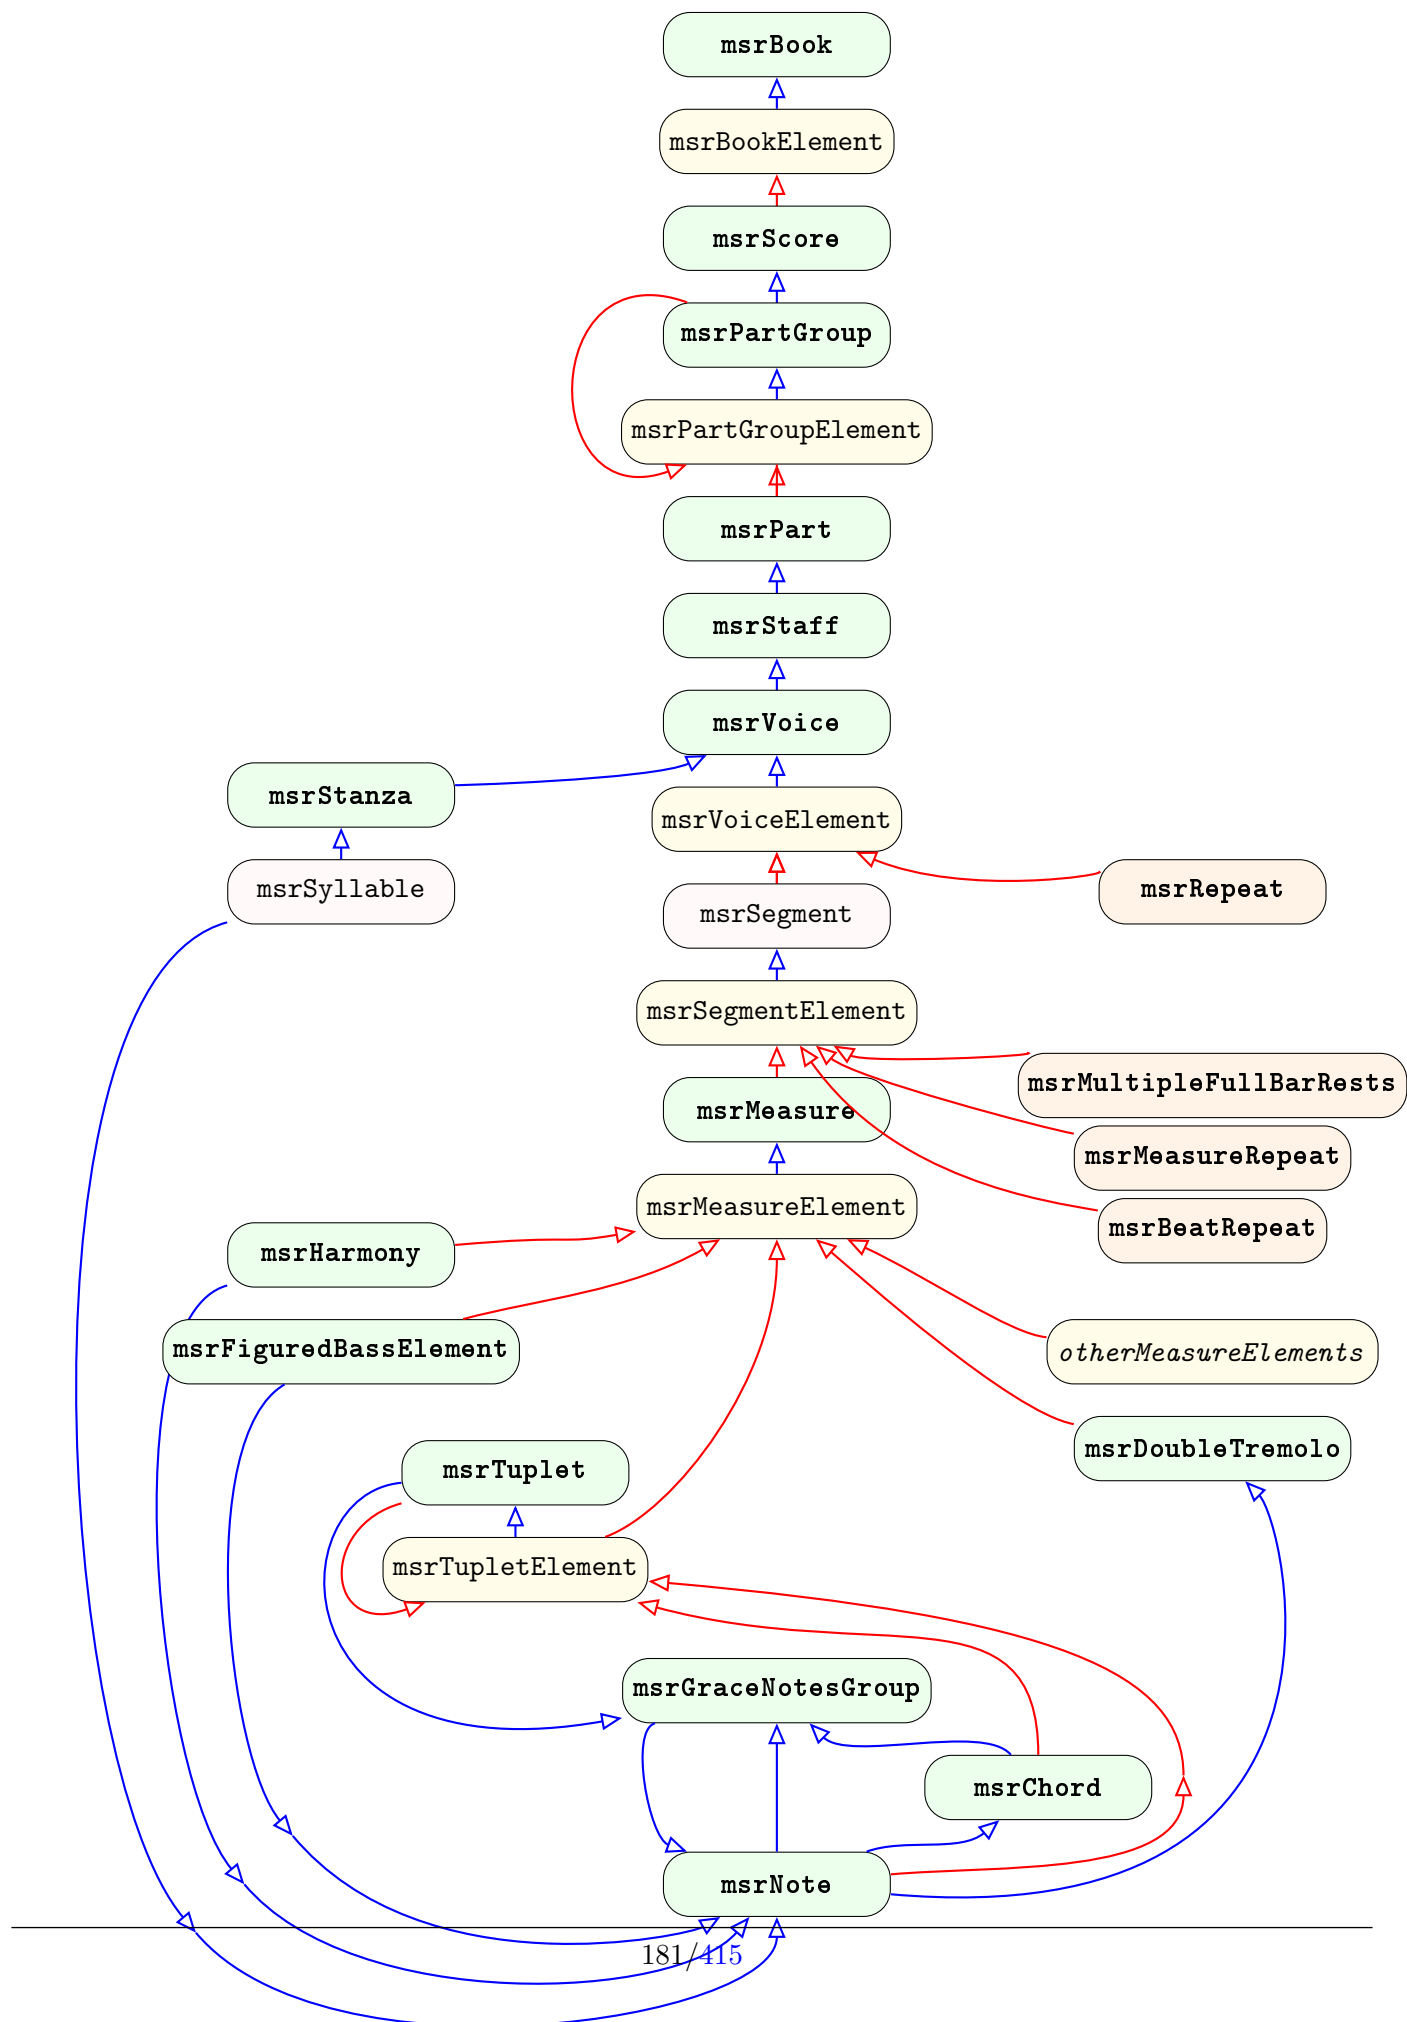 msrBook
msrBookElement
msrScore
msrPartGroup
msrPartGroupElement
msrPart
msrStaff
msrVoice
msrStanza
msrVoiceElement
msrSyllable
msrRepeat
msrSegment
msrSegmentElement
msrMultipleFullBarRests
msrMeasure
msrMeasureRepeat
msrMeasureElement
msrBeatRepeat
msrHarmony
msrFiguredBassElement
otherMeasureElements
msrDoubleTremolo
msrTuplet
msrTupletElement
msrGraceNotesGroup
msrChord
msrNote
181/415